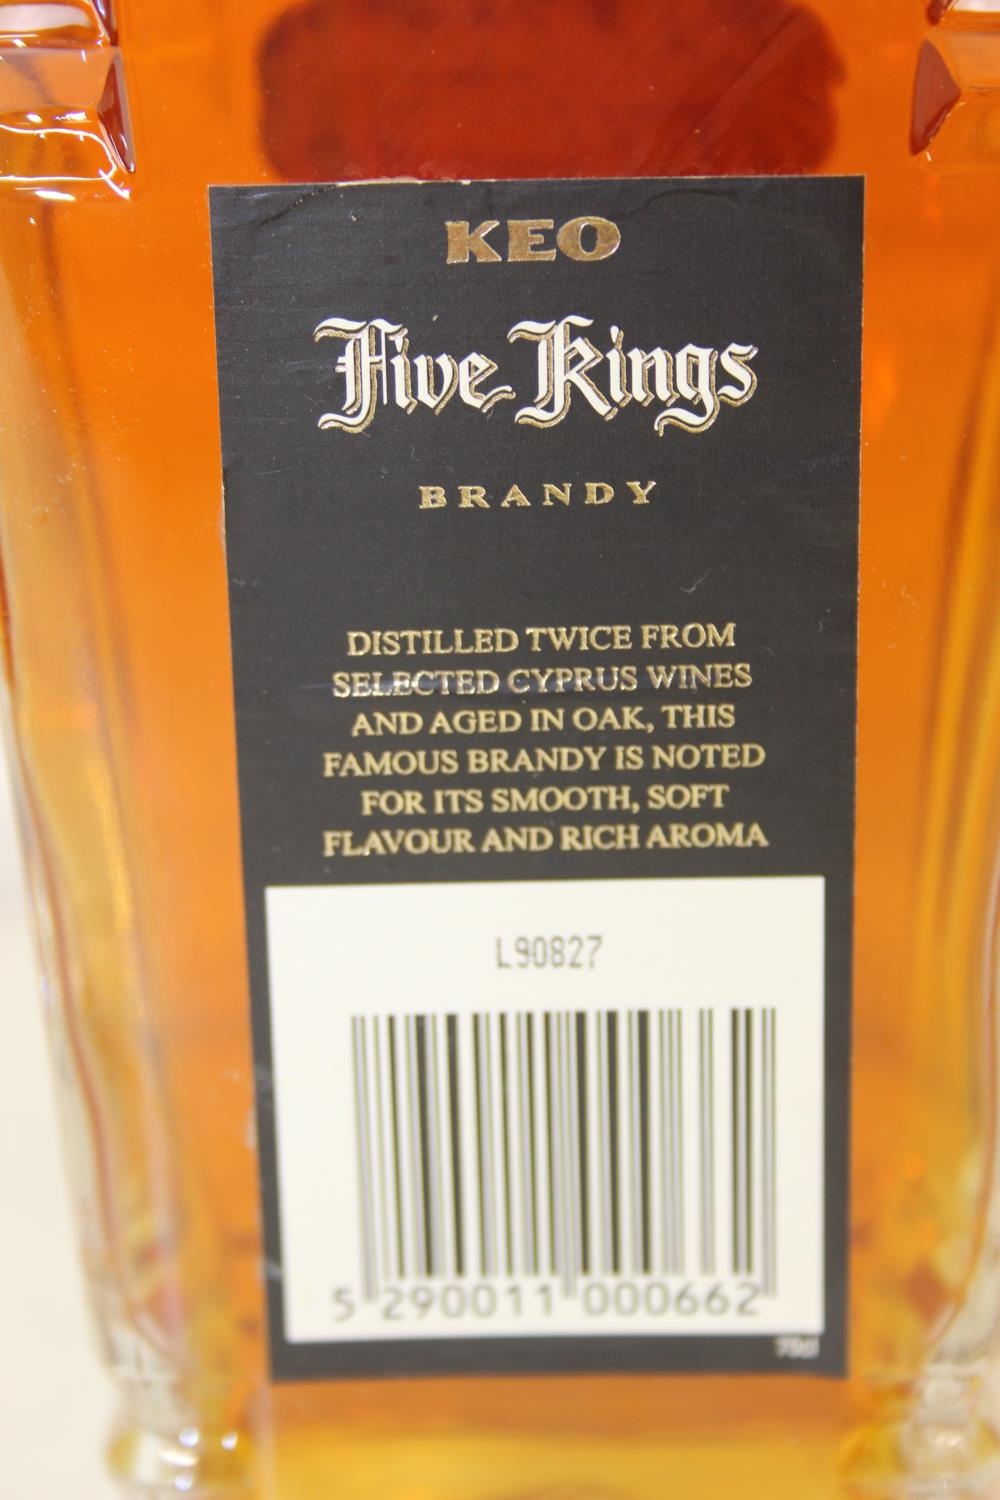 KEO
Five Kings
BRANDY
DISTILLED TWICE FROM
SELECTED CYPRUS WINES
AND AGED IN OAK, THIS
FAMOUS BRANDY IS NOTED
FOR ITS SMOOTH, SOFT
FLAVOUR AND RICH AROMA
L90827
5 290011 000662